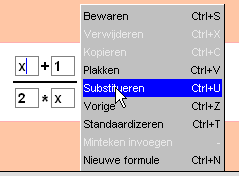 Bewaren Ctrl+S
Verwijderen Ctrl+X
Kopieren Ctrl+C
Plakken Ctrl+V
Substitueren Ctrl+U
Vorige Ctrl+Z
Standaardizeren Ctrl+T
Minteken invoegen -
Nieuwe formule Ctrl+N
x + 1
2 * x